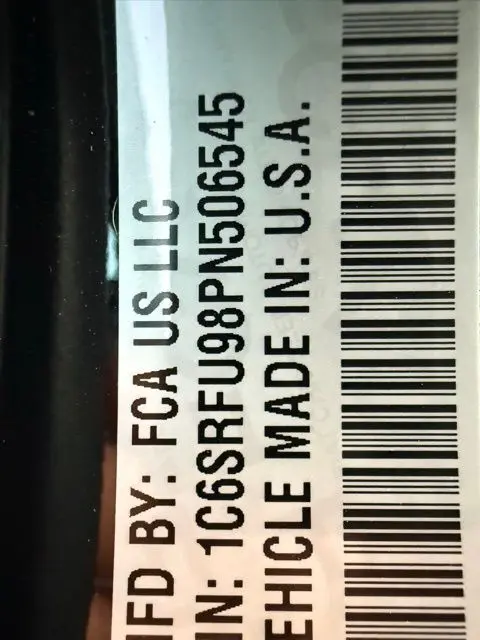 IFD BY: FCA US LLC
IN: 1C6SRFU98PN506545
EHICLE MADE IN: U.S.A.